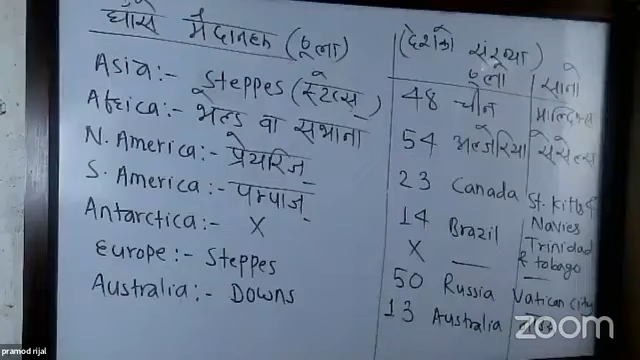 घाँसे मैदानहरु (ठूला)
(देशको संख्या)
ठूला सानो
Asia:- Steppes (स्टेप्स) 48 चीन माल्दिभ्स
Africa:- भेल्ड वा सभाना 54 अल्जेरिया सेसेल्स
N. America:- प्रेयरिज 23 Canada St. Kitts & Navies
S. America:- पम्पाज 14 Brazil Trinidad & tobago
Antarctica:- X X — —
Europe:- Steppes 50 Russia Vatican city
Australia:- Downs 13 Australia
zoom
pramod rijal